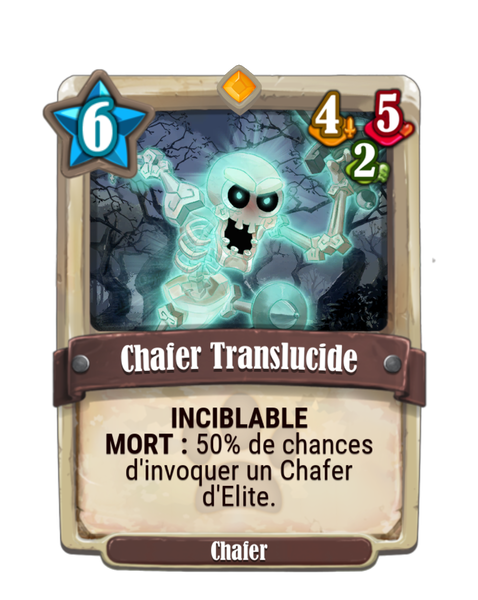 6
4
5
2
Chafer Translucide
INCIBLABLE
MORT : 50% de chances
d'invoquer un Chafer
d'Elite.
Chafer